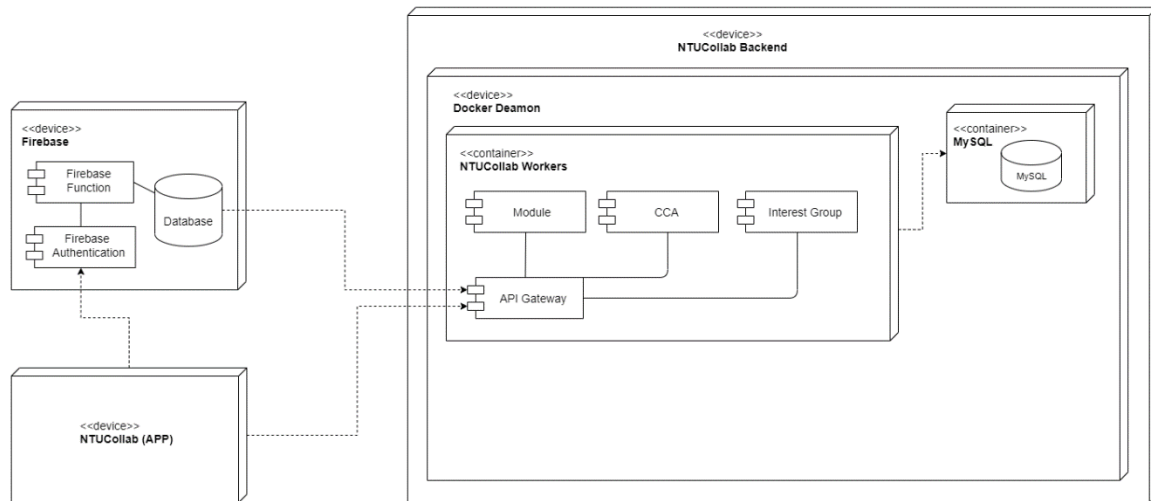 <<device>>
NTUCollab Backend
<<device>>
Docker Deamon
<<device>>
Firebase
Firebase
Function
Database
Firebase
Authentication
<<container>>
NTUCollab Workers
Module
CCA
Interest Group
API Gateway
<<container>>
MySQL
MySQL
<<device>>
NTUCollab (APP)